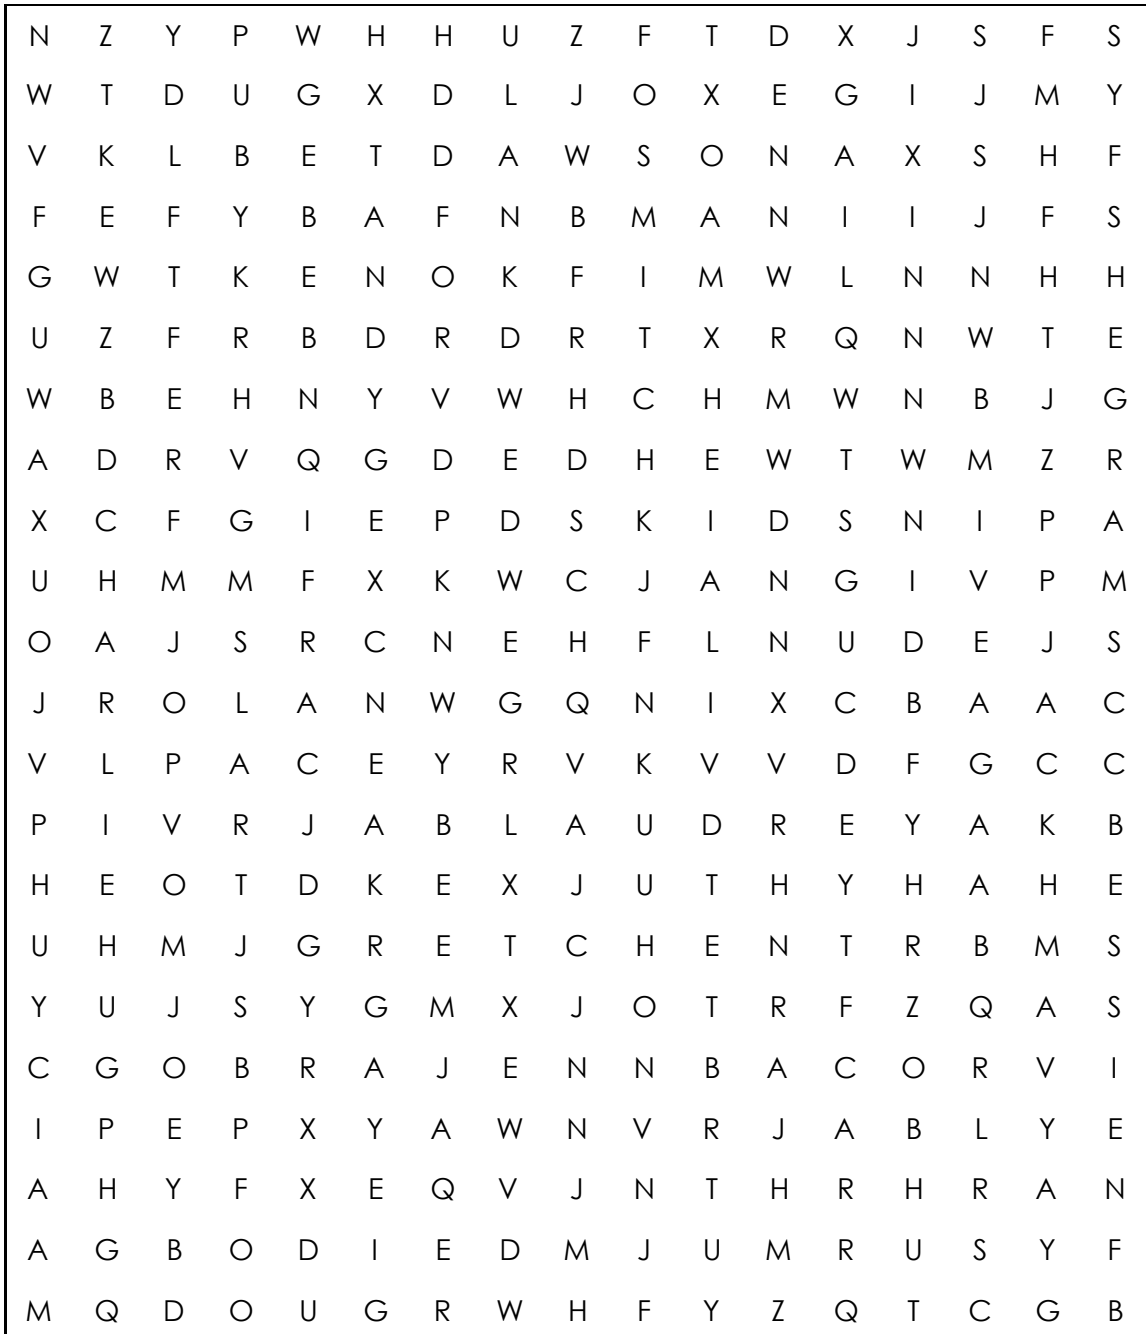 N Z Y P W H H U Z F T D X J S F S
W T D U G X D L J O X E G I J M Y
V K L B E T D A W S O N A X S H F
F E F Y B A F N B M A N I I J F S
G W T K E N O K F I M W L N N H H
U Z F R B D R D R T X R Q N W T E
W B E H N Y V W H C H M W N B J G
A D R V Q G D E D H E W T W M Z R
X C F G I E P D S K I D S N I P A
U H M M F X K W C J A N G I V P M
O A J S R C N E H F L N U D E J S
J R O L A N W G Q N I X C B A A C
V L P A C E Y R V K V V D F G C C
P I V R J A B L A U D R E Y A K B
H E O T D K E X J U T H Y H A H E
U H M J G R E T C H E N T R B M S
Y U J S Y G M X J O T R F Z Q A S
C G O B R A J E N N B A C O R V I
I P E P X Y A W N V R J A B L Y E
A H Y F X E Q V J N T H R H R A N
A G B O D I E D M J U M R U S Y F
M Q D O U G R W H F Y Z Q T C G B